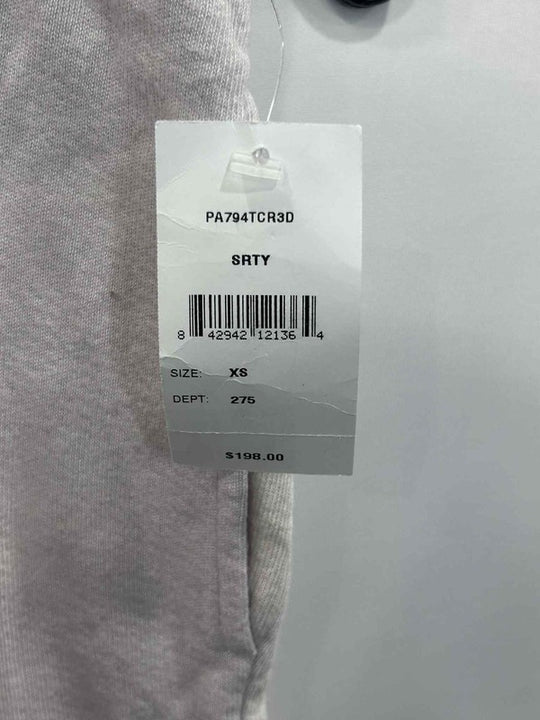 PA794TCR3D
SRTY
8 42942 12136 4
SIZE: XS
DEPT: 275
$198.00